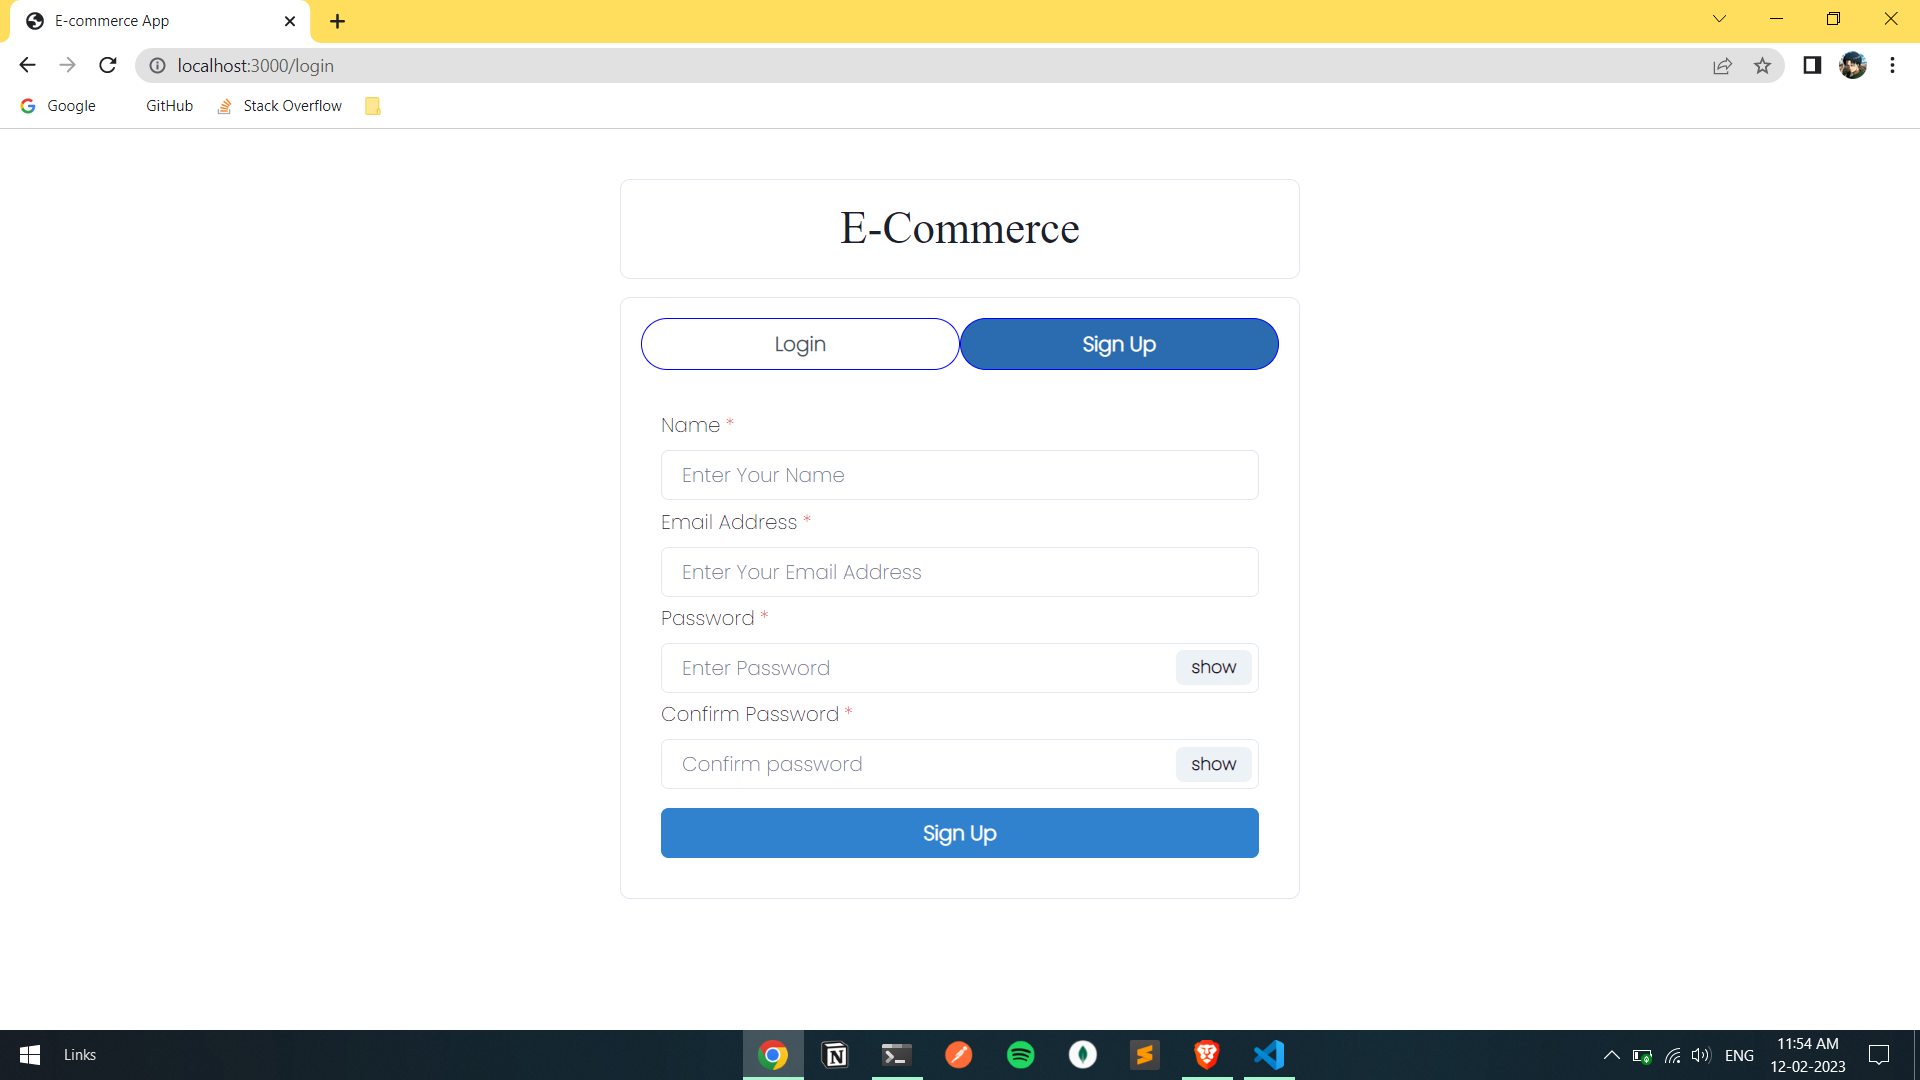 E-commerce App
localhost:3000/login
Google GitHub Stack Overflow
E-Commerce
Login Sign Up
Name *
Enter Your Name
Email Address *
Enter Your Email Address
Password *
Enter Password show
Confirm Password *
Confirm password show
Sign Up
Links ENG 11:54 AM
12-02-2023